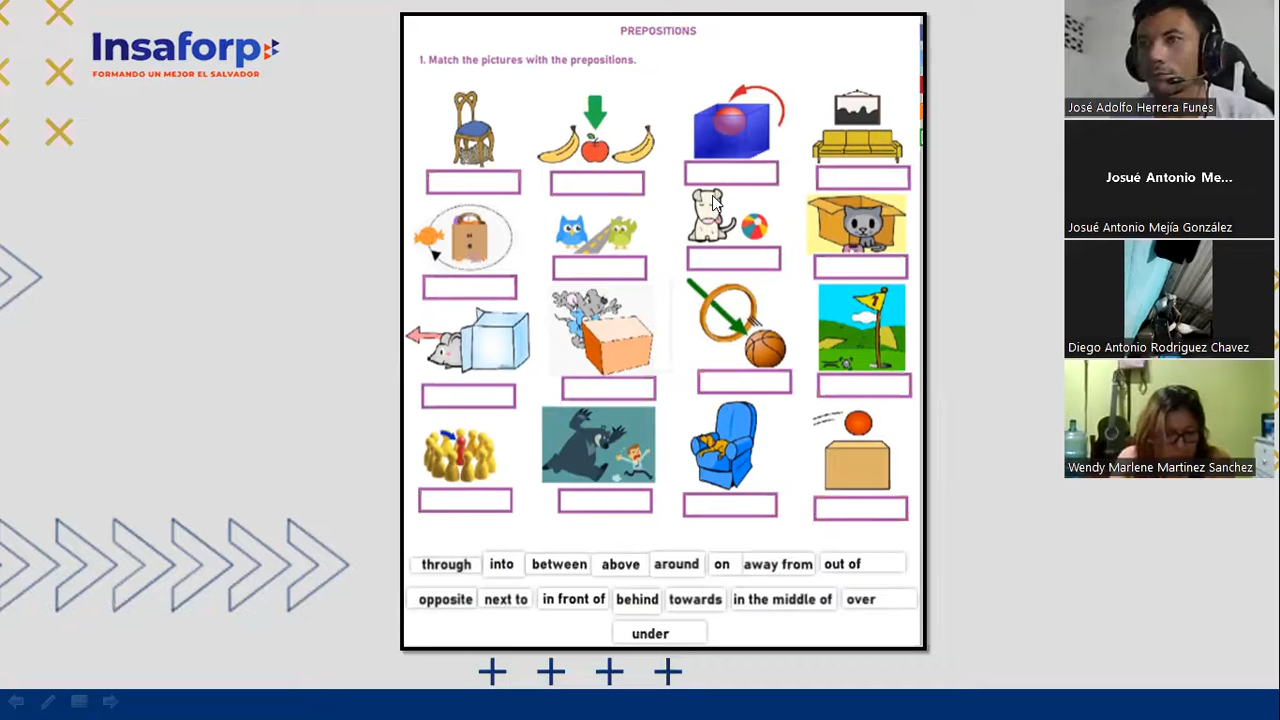 Insaforp
FORMANDO UN MEJOR EL SALVADOR
PREPOSITIONS
1. Match the pictures with the prepositions.
through into between above around on away from out of
opposite next to in front of behind towards in the middle of over
under
José Adolfo Herrera Funes
Josué Antonio Me...
Josué Antonio Mejía González
Diego Antonio Rodriguez Chavez
Wendy Marlene Martinez Sanchez